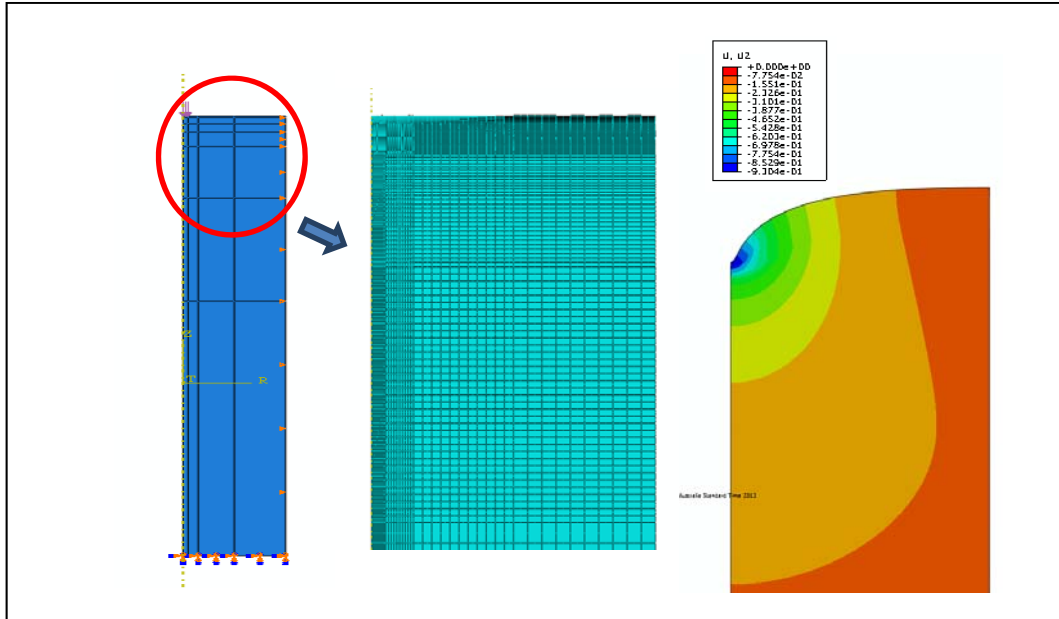 U, U2
+0.000e+00
-7.754e-02
-1.551e-01
-2.326e-01
-3.101e-01
-3.877e-01
-4.652e-01
-5.428e-01
-6.203e-01
-6.978e-01
-7.754e-01
-8.529e-01
-9.304e-01
Z
T
R
Australia Standard Time 2012